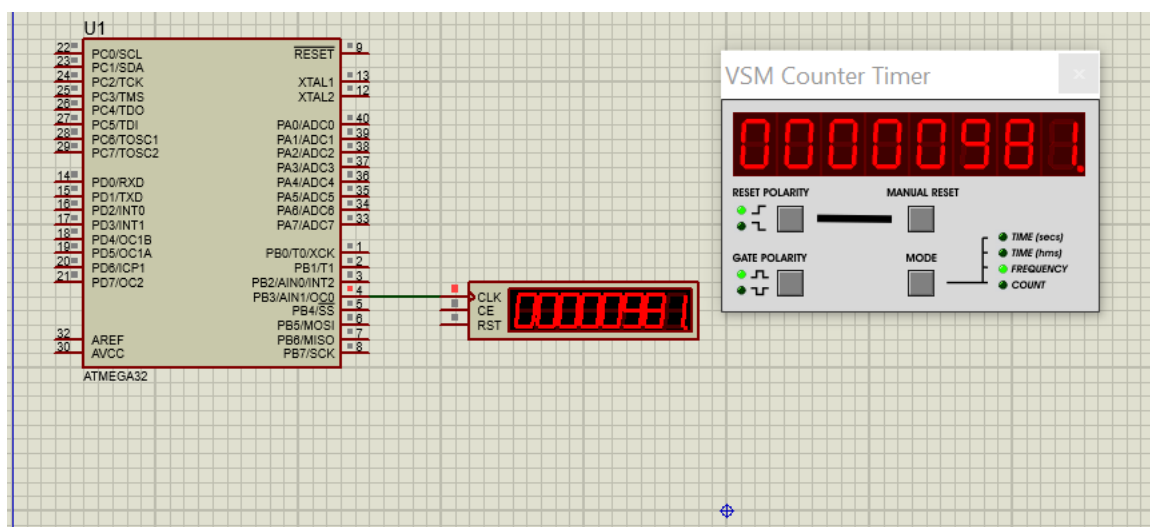 U1
22 PC0/SCL RESET 9
23 PC1/SDA
24 PC2/TCK XTAL1 13
25 PC3/TMS XTAL2 12
26 PC4/TDO
27 PC5/TDI PA0/ADC0 40
28 PC6/TOSC1 PA1/ADC1 39
29 PC7/TOSC2 PA2/ADC2 38
PA3/ADC3 37
14 PD0/RXD PA4/ADC4 36
15 PD1/TXD PA5/ADC5 35
16 PD2/INT0 PA6/ADC6 34
17 PD3/INT1 PA7/ADC7 33
18 PD4/OC1B
19 PD5/OC1A PB0/T0/XCK 1
20 PD6/ICP1 PB1/T1 2
21 PD7/OC2 PB2/AIN0/INT2 3
PB3/AIN1/OC0 4
PB4/SS 5
PB5/MOSI 6
32 AREF PB6/MISO 7
30 AVCC PB7/SCK 8
ATMEGA32
CLK
CE
RST
00000981.
VSM Counter Timer
×
00000981.
RESET POLARITY
MANUAL RESET
GATE POLARITY
MODE
TIME (secs)
TIME (hms)
FREQUENCY
COUNT